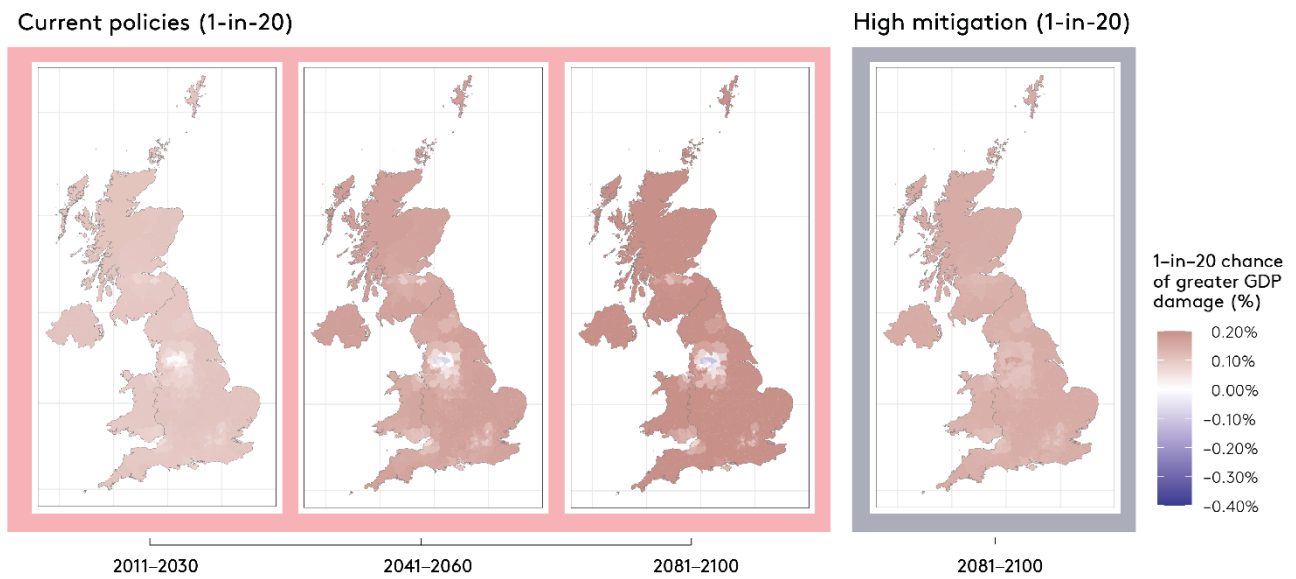 Current policies (1-in-20)
High mitigation (1-in-20)
1–in–20 chance
of greater GDP
damage (%)
0.20%
0.10%
0.00%
–0.10%
–0.20%
–0.30%
–0.40%
2011–2030
2041–2060
2081–2100
2081–2100